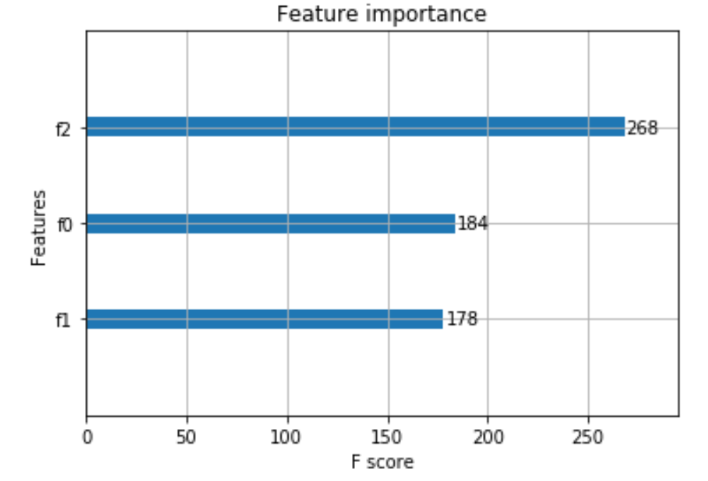 Feature importance
f2
268
f0
184
f1
178
Features
0 50 100 150 200 250
F score